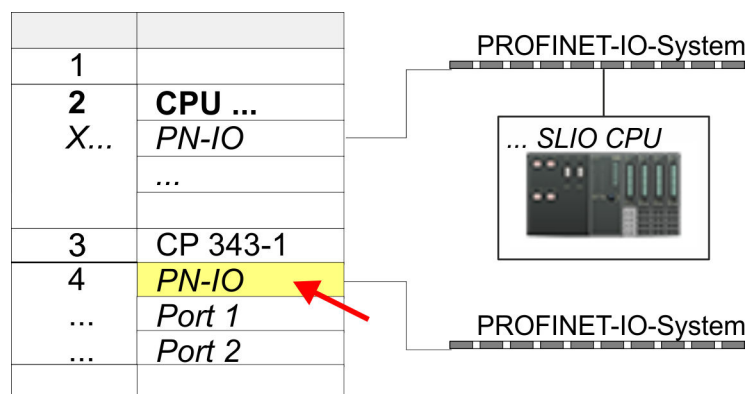 PROFINET-IO-System
1
2 CPU ...
X... PN-IO
...
... SLIO CPU
3 CP 343-1
4 PN-IO
... Port 1
... Port 2
PROFINET-IO-System